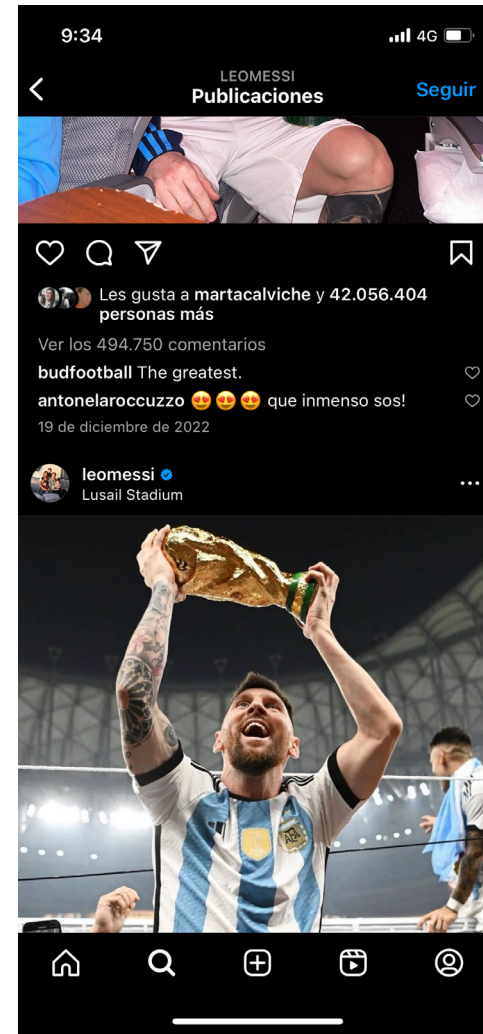 9:34
4G
LEOMESSI
Publicaciones
Seguir
Les gusta a martacalviche y 42.056.404
personas más
Ver los 494.750 comentarios
budfootball The greatest.
antonelaroccuzzo 😍😍😍 que inmenso sos!
19 de diciembre de 2022
leomessi
Lusail Stadium
AFA